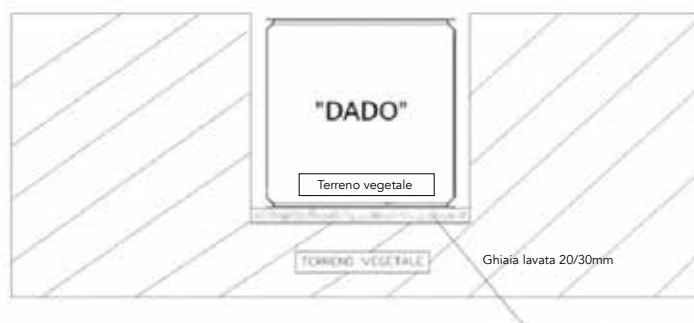 "DADO"
Terreno vegetale
Ghiaia lavata 20/30mm
TERRENO VEGETALE